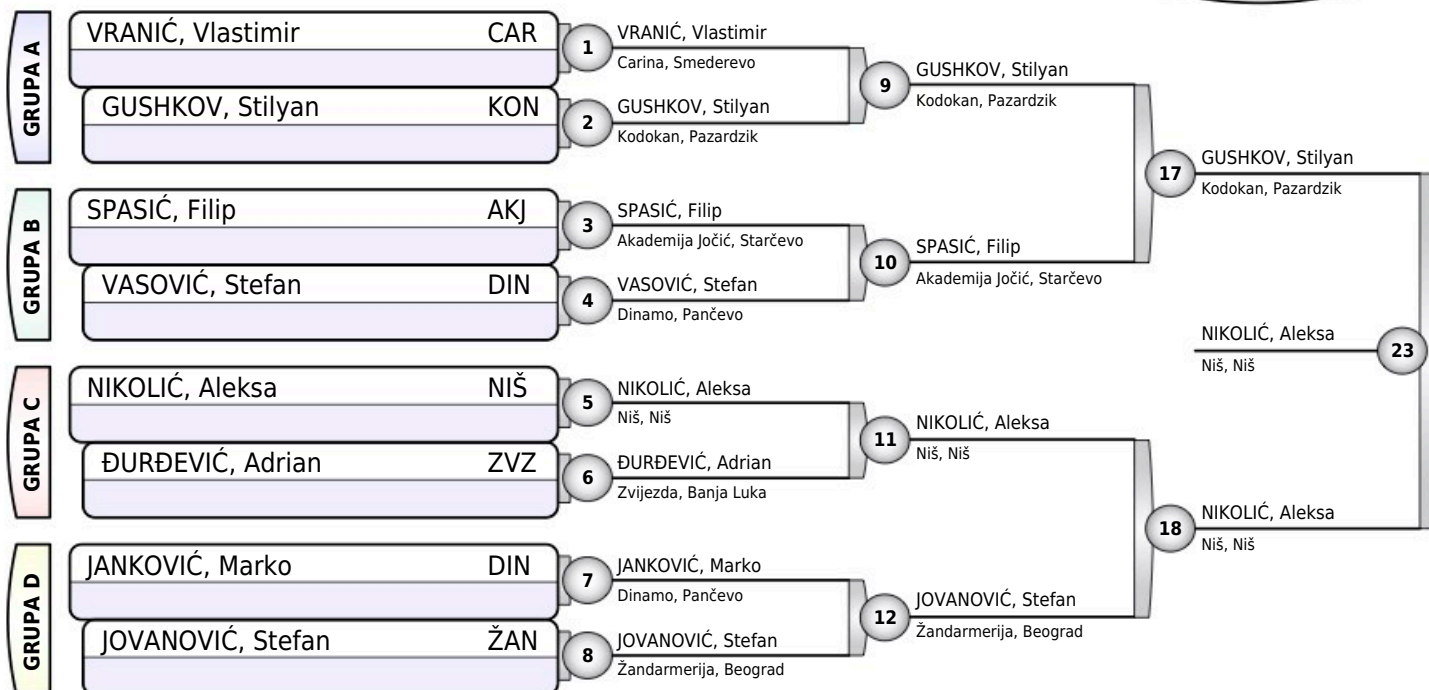 GRUPA A
VRANIĆ, Vlastimir CAR
GUSHKOV, Stilyan KON
1
VRANIĆ, Vlastimir
Carina, Smederevo
2
GUSHKOV, Stilyan
Kodokan, Pazardzik
9
GUSHKOV, Stilyan
Kodokan, Pazardzik
GRUPA B
SPASIĆ, Filip AKJ
VASOVIĆ, Stefan DIN
3
SPASIĆ, Filip
Akademija Jočić, Starčevo
4
VASOVIĆ, Stefan
Dinamo, Pančevo
10
SPASIĆ, Filip
Akademija Jočić, Starčevo
17
GUSHKOV, Stilyan
Kodokan, Pazardzik
GRUPA C
NIKOLIĆ, Aleksa NIŠ
ĐURĐEVIĆ, Adrian ZVZ
5
NIKOLIĆ, Aleksa
Niš, Niš
6
ĐURĐEVIĆ, Adrian
Zvijezda, Banja Luka
11
NIKOLIĆ, Aleksa
Niš, Niš
GRUPA D
JANKOVIĆ, Marko DIN
JOVANOVIĆ, Stefan ŽAN
7
JANKOVIĆ, Marko
Dinamo, Pančevo
8
JOVANOVIĆ, Stefan
Žandarmerija, Beograd
12
JOVANOVIĆ, Stefan
Žandarmerija, Beograd
18
NIKOLIĆ, Aleksa
Niš, Niš
NIKOLIĆ, Aleksa
Niš, Niš
23